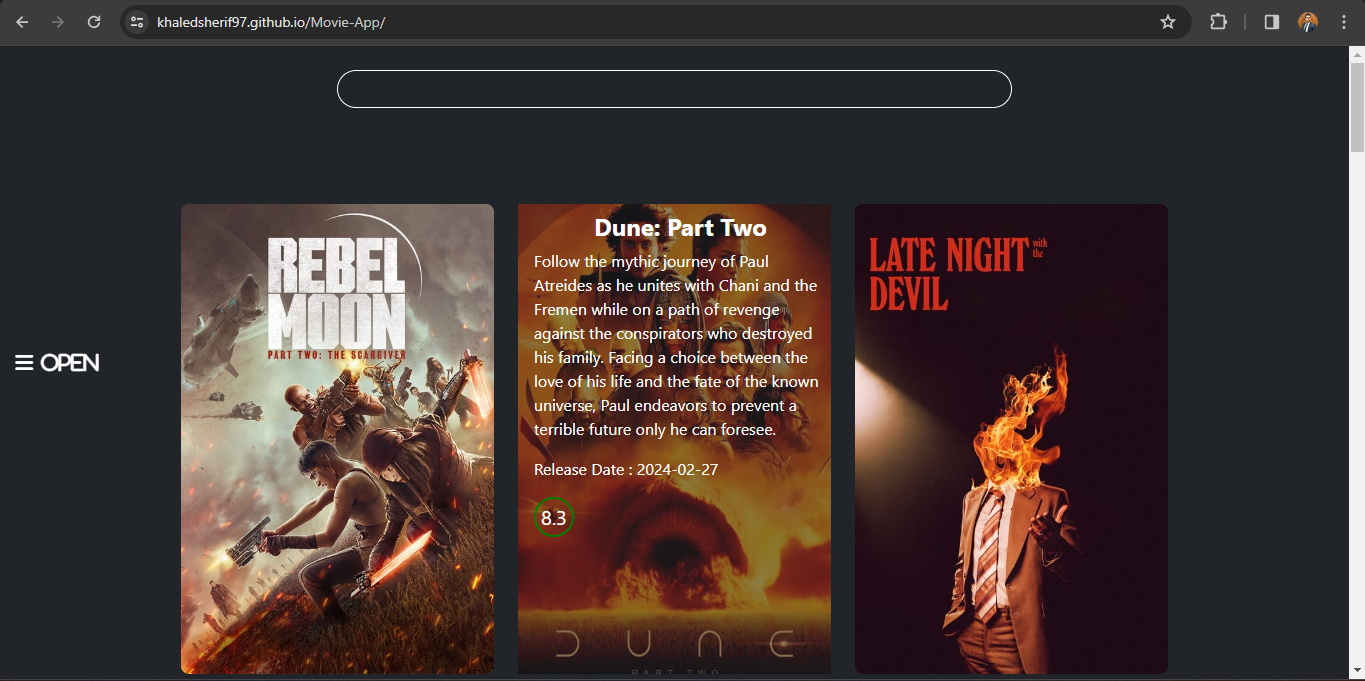 khaledsherif97.github.io/Movie-App/
REBEL
MOON
PART TWO: THE SCARGIVER
Dune: Part Two
Follow the mythic journey of Paul
Atreides as he unites with Chani and the
Fremen while on a path of revenge
against the conspirators who destroyed
his family. Facing a choice between the
love of his life and the fate of the known
universe, Paul endeavors to prevent a
terrible future only he can foresee.
Release Date : 2024-02-27
8.3
DUNE
PART TWO
LATE NIGHT with the
DEVIL
OPEN